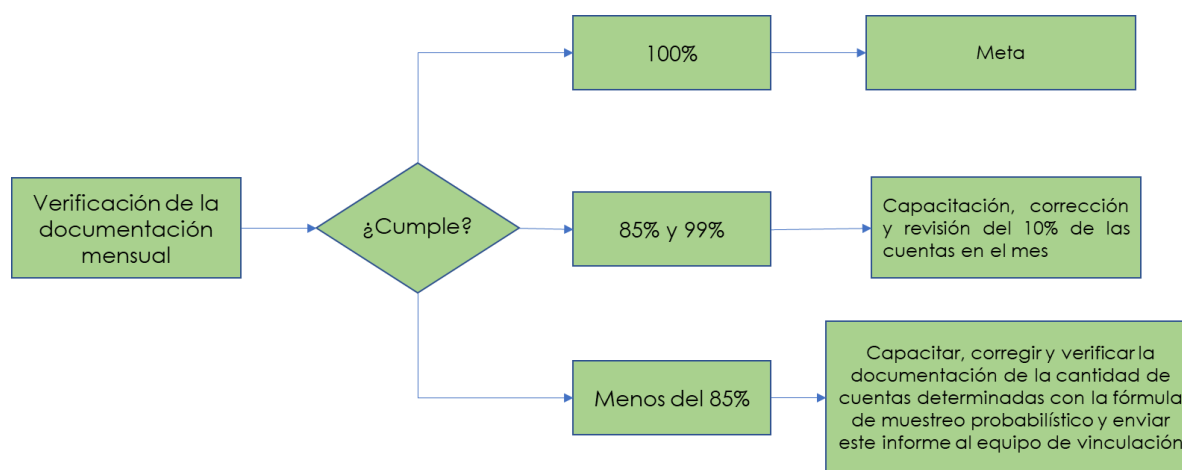 100%
Meta
Verificación de la
documentación
mensual
¿Cumple?
85% y 99%
Capacitación, corrección
y revisión del 10% de las
cuentas en el mes
Menos del 85%
Capacitar, corregir y verificar la
documentación de la cantidad de
cuentas determinadas con la fórmula
de muestreo probabilístico y enviar
este informe al equipo de vinculación